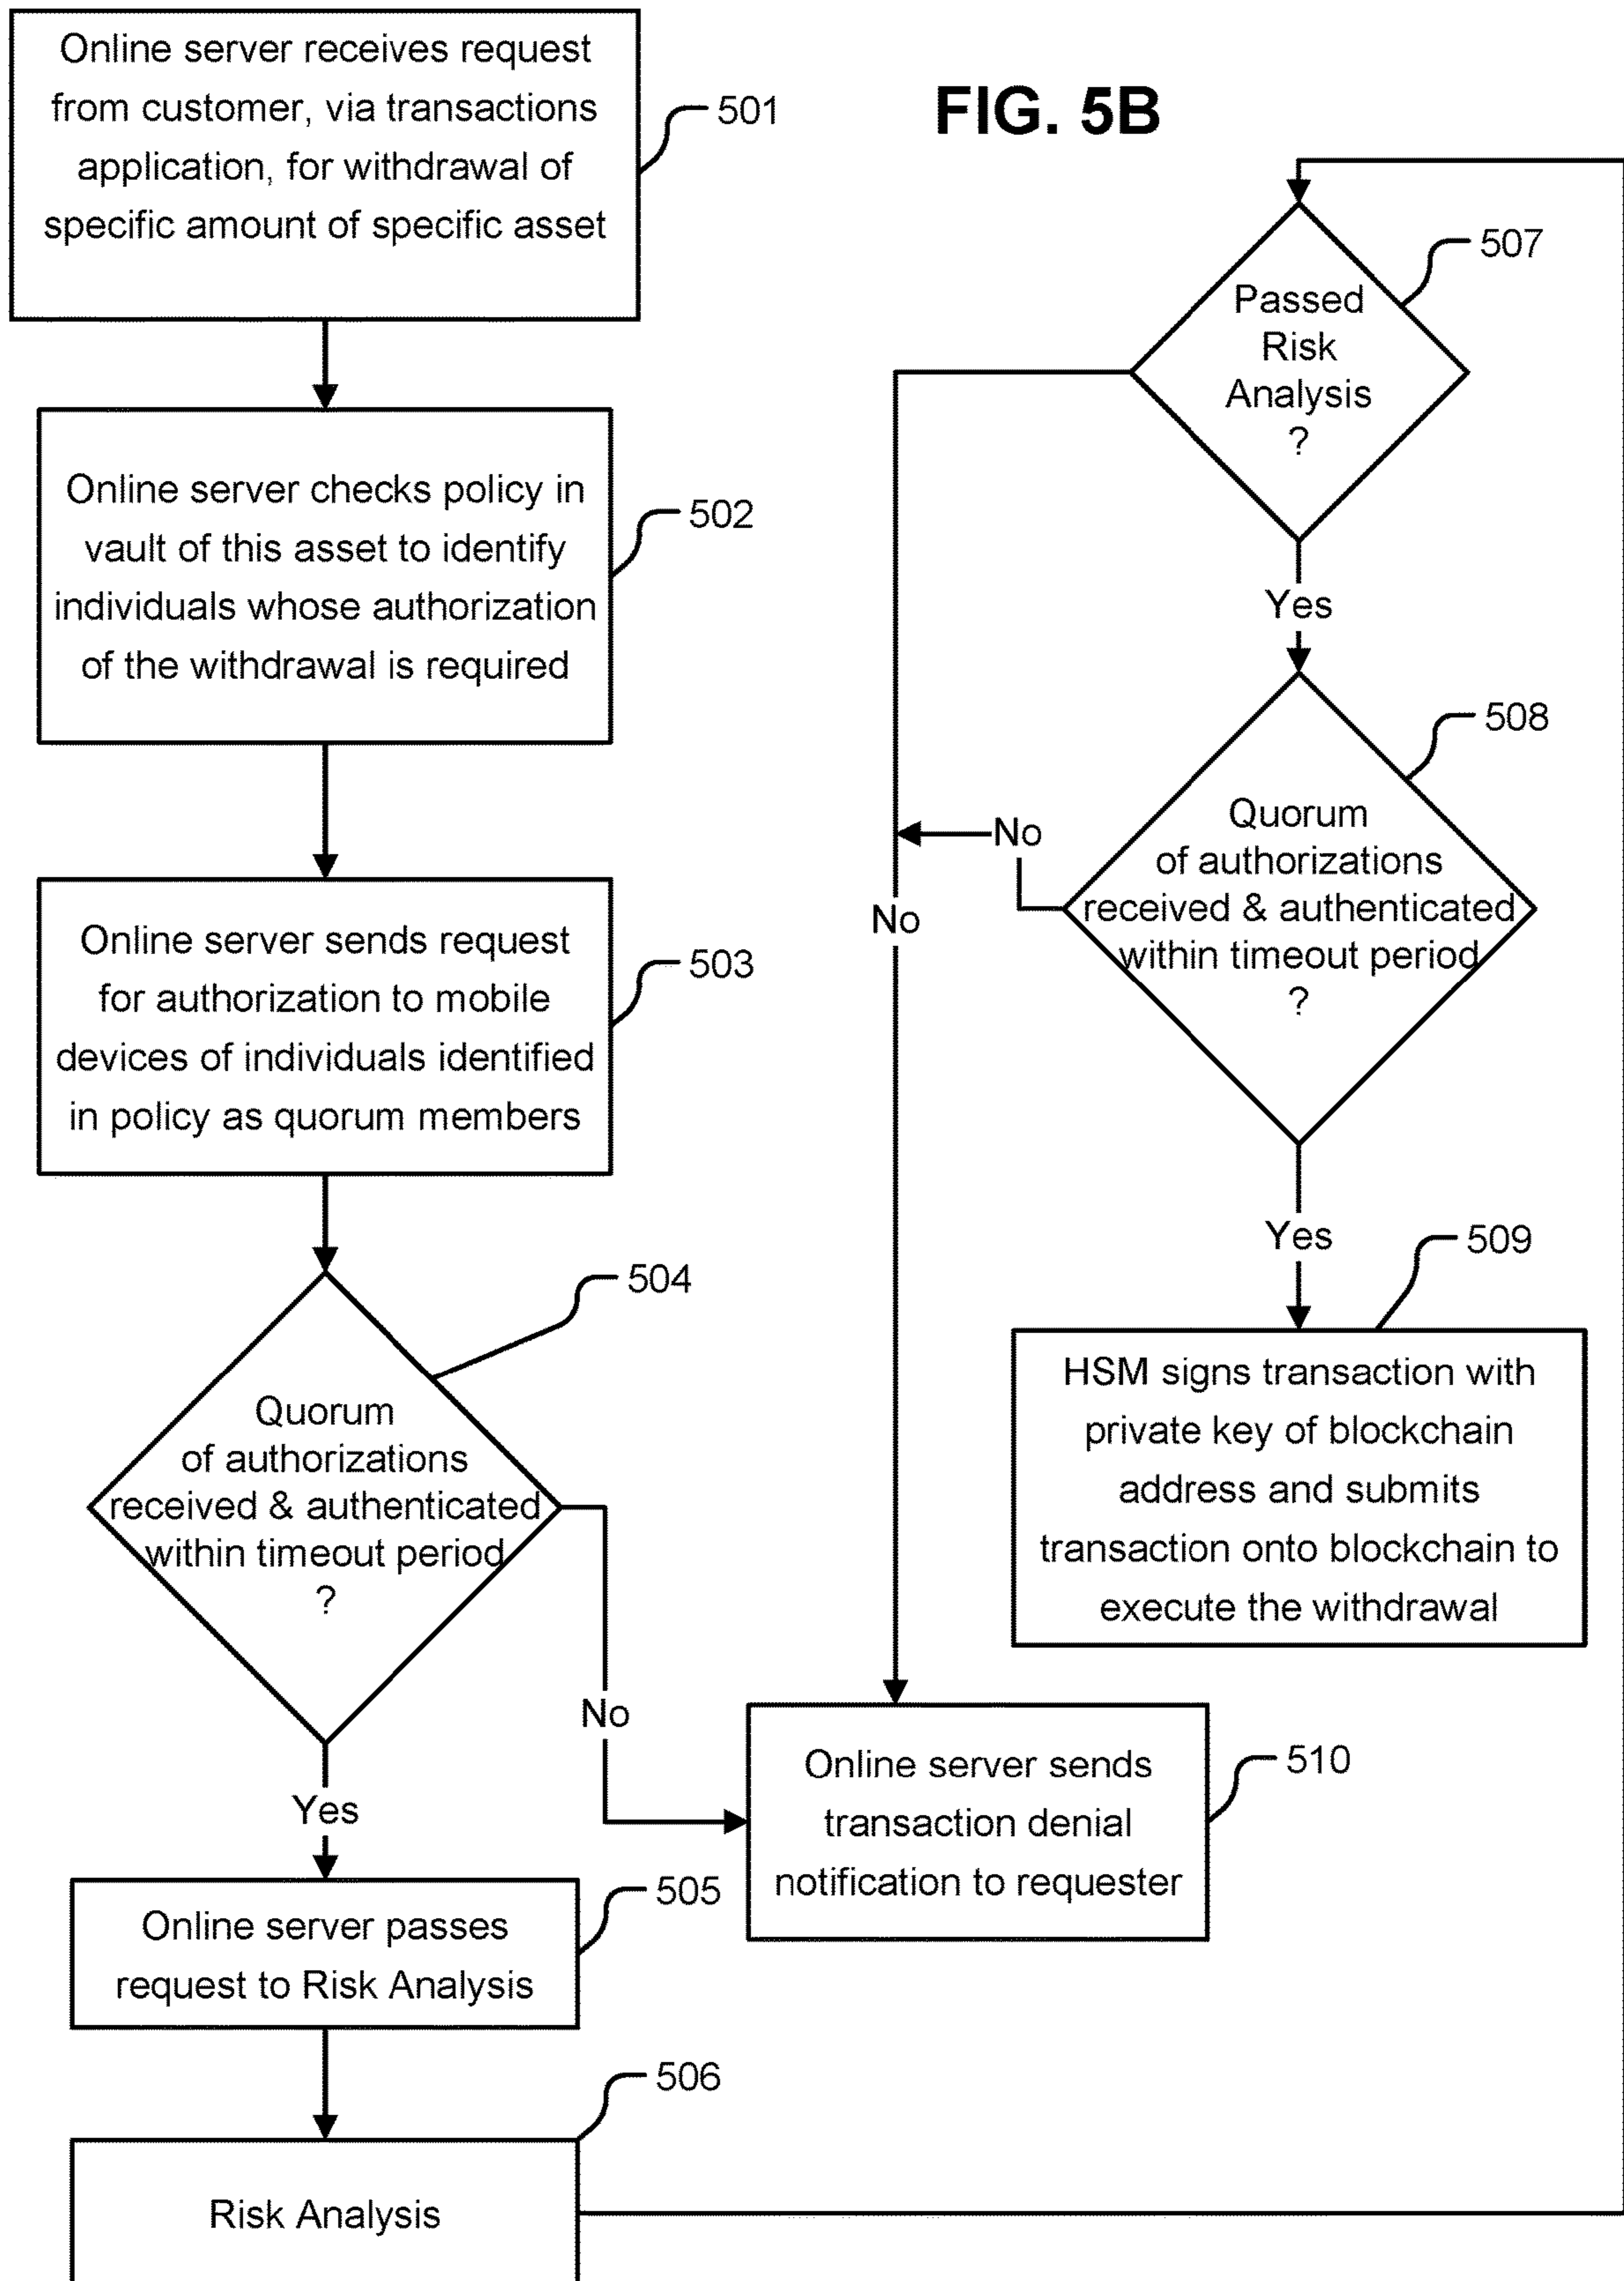 Online server receives request
from customer, via transactions
application, for withdrawal of
specific amount of specific asset
501
Online server checks policy in
vault of this asset to identify
individuals whose authorization
of the withdrawal is required
502
Online server sends request
for authorization to mobile
devices of individuals identified
in policy as quorum members
503
504
Quorum
of authorizations
received & authenticated
within timeout period
?
No
Yes
Online server passes
request to Risk Analysis
505
506
Risk Analysis
FIG. 5B
507
Passed
Risk
Analysis
?
Yes
No
508
Quorum
of authorizations
received & authenticated
within timeout period
?
No
Yes
509
HSM signs transaction with
private key of blockchain
address and submits
transaction onto blockchain to
execute the withdrawal
Online server sends
transaction denial
notification to requester
510